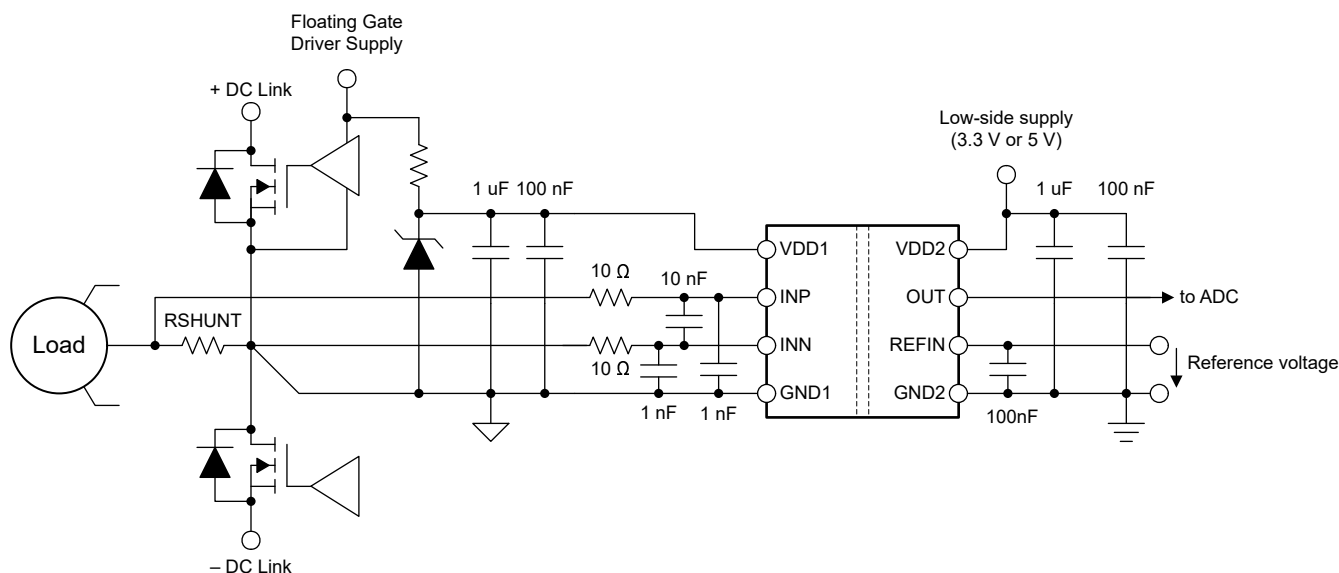 Floating Gate
Driver Supply
+ DC Link
Low-side supply
(3.3 V or 5 V)
1 uF
100 nF
1 uF
100 nF
VDD1
VDD2
10 Ω
10 nF
INP
OUT
to ADC
RSHUNT
Load
INN
REFIN
10 Ω
Reference voltage
GND1
GND2
1 nF
1 nF
100nF
– DC Link